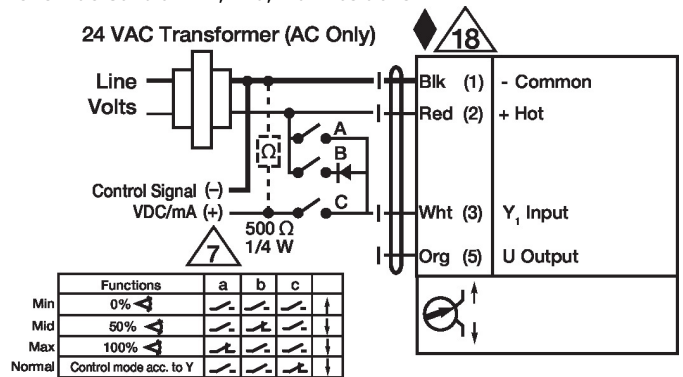 24 VAC Transformer (AC Only)
18
Line
Volts
Blk (1) - Common
Red (2) + Hot
A
Ω
B
Control Signal (–)
VDC/mA (+)
C
Wht (3) Y₁ Input
500 Ω
1/4 W
7
Org (5) U Output
Functions a b c
Min 0%
Mid 50%
Max 100%
Normal Control mode acc. to Y